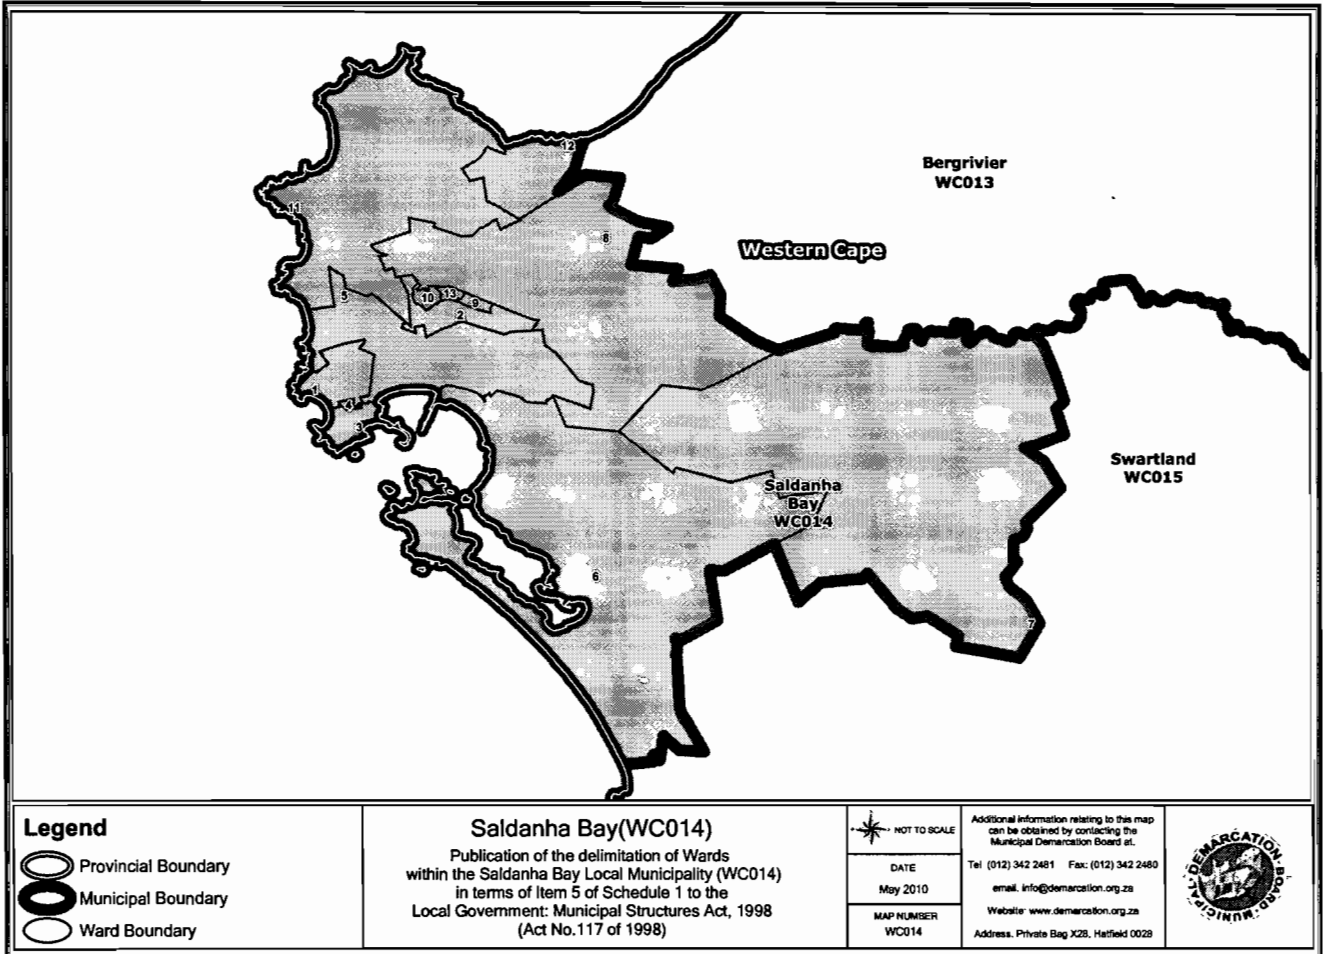 12
Bergrivier
WC013
11
8
Western Cape
5
10
13
9
2
1
4
3
Swartland
WC015
Saldanha
Bay
WC014
6
7
Legend
Provincial Boundary
Municipal Boundary
Ward Boundary
Saldanha Bay(WC014)
Publication of the delimitation of Wards
within the Saldanha Bay Local Municipality (WC014)
in terms of Item 5 of Schedule 1 to the
Local Government: Municipal Structures Act, 1998
(Act No.117 of 1998)
NOT TO SCALE
DATE
May 2010
MAP NUMBER
WC014
Additional information relating to this map
can be obtained by contacting the
Municipal Demarcation Board at.
Tel (012) 342 2481 Fax: (012) 342 2480
email. info@demarcation.org.za
Website· www.demarcation.org.za
Address. Private Bag X28, Hatfield 0028
MUNICIPAL DEMARCATION BOARD